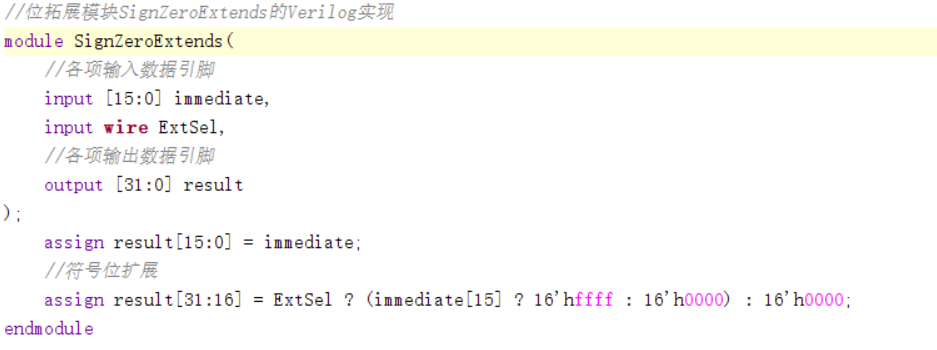 //位拓展模块SignZeroExtends的Verilog实现
module SignZeroExtends(
//各项输入数据引脚
input [15:0] immediate,
input wire ExtSel,
//各项输出数据引脚
output [31:0] result
);
assign result[15:0] = immediate;
//符号位扩展
assign result[31:16] = ExtSel ? (immediate[15] ? 16'hffff : 16'h0000) : 16'h0000;
endmodule